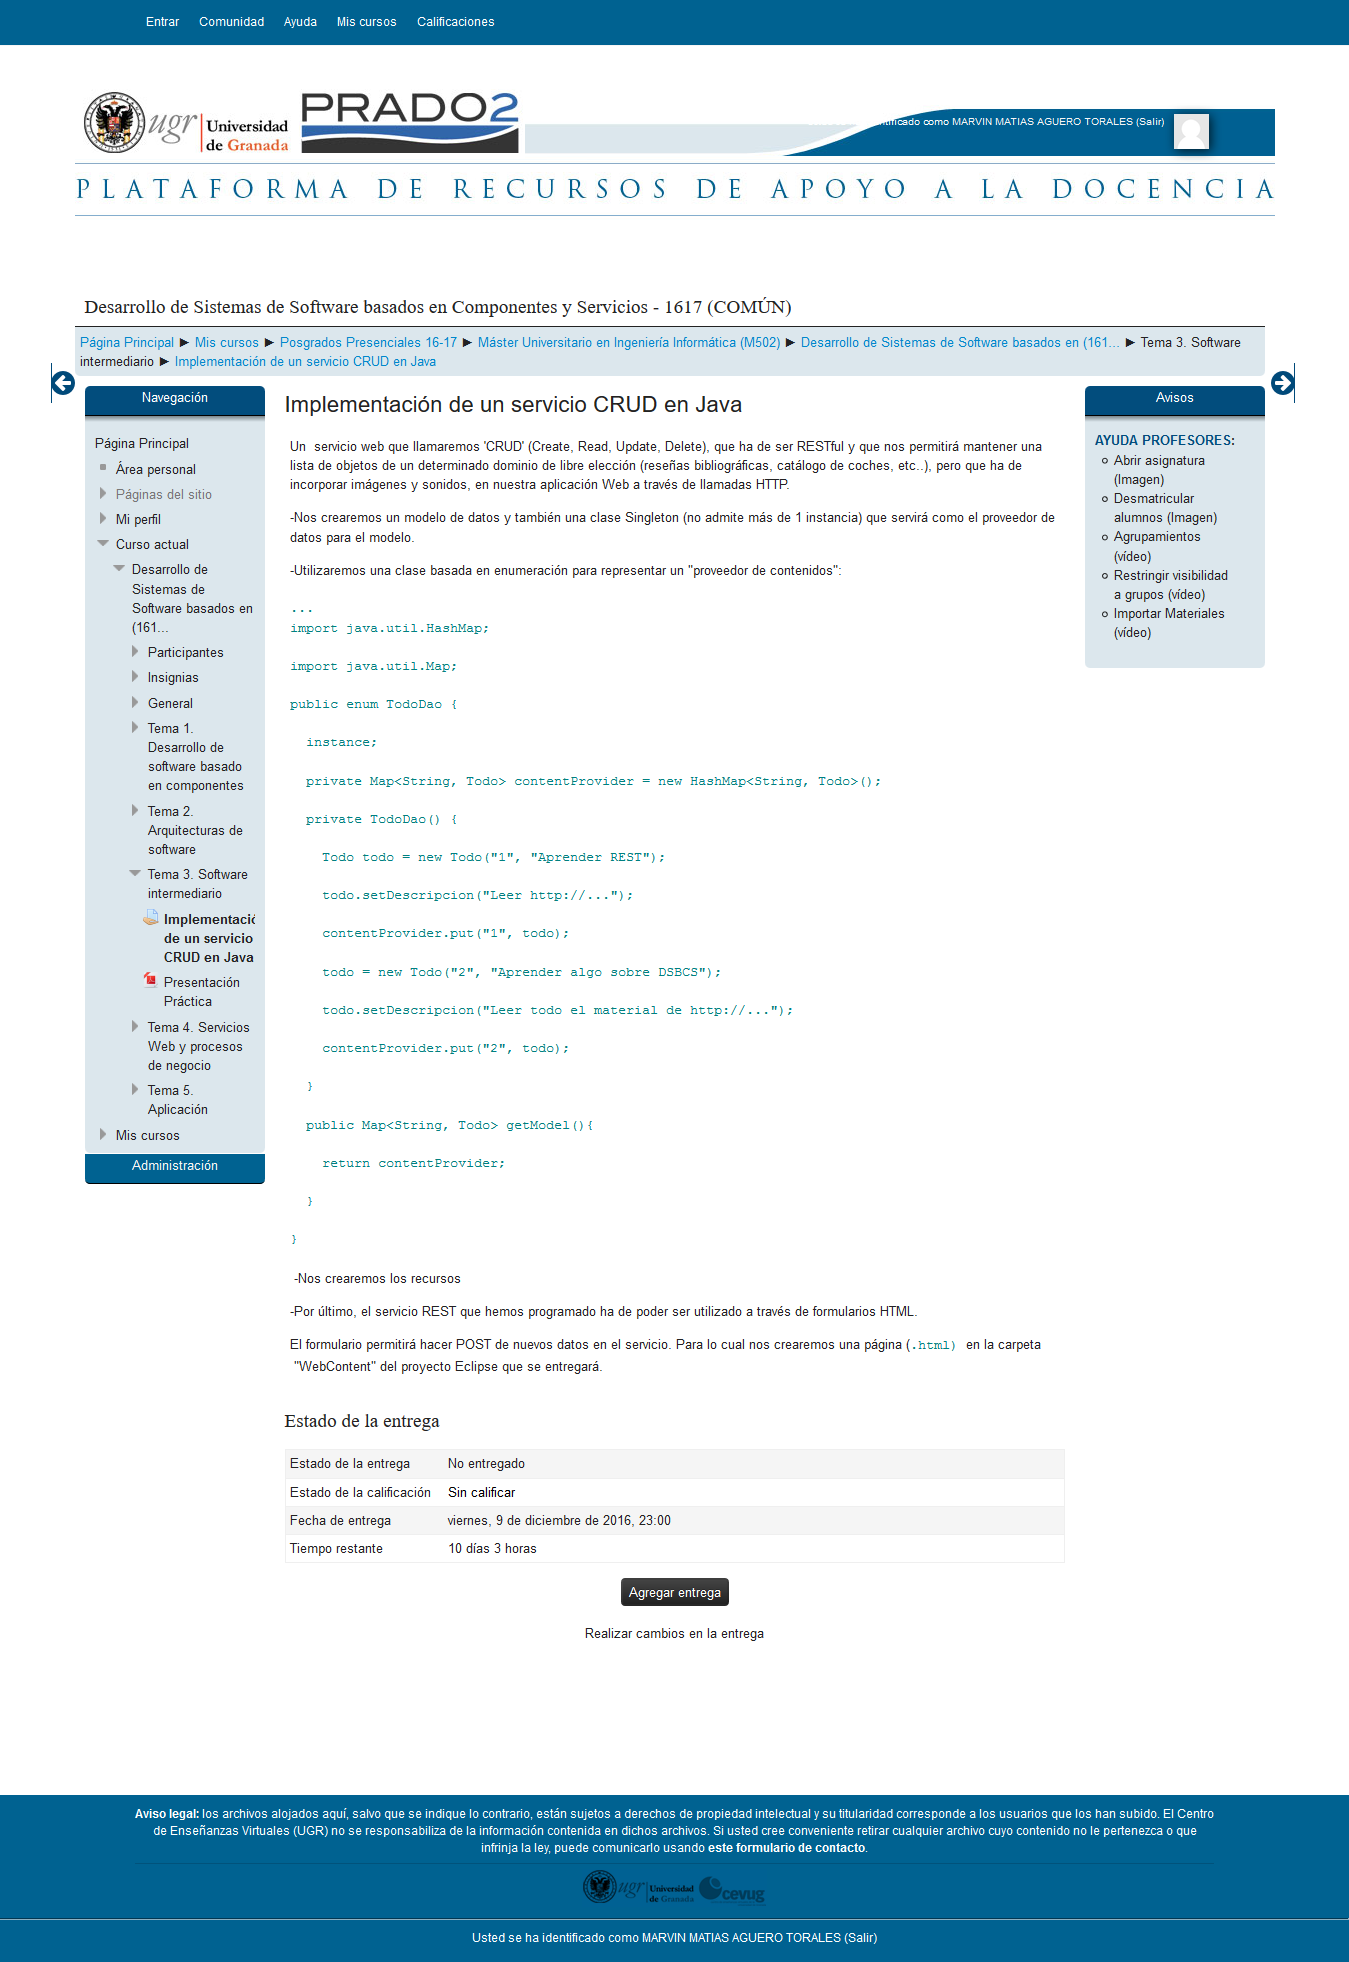 Entrar Comunidad Ayuda Mis cursos Calificaciones
ugr Universidad de Granada
PRADO2
como MARVIN MATIAS AGUERO TORALES (Salir)
PLATAFORMA DE RECURSOS DE APOYO A LA DOCENCIA
Desarrollo de Sistemas de Software basados en Componentes y Servicios - 1617 (COMÚN)
Página Principal ► Mis cursos ► Posgrados Presenciales 16-17 ► Máster Universitario en Ingeniería Informática (M502) ► Desarrollo de Sistemas de Software basados en (161... ► Tema 3. Software
intermediario ► Implementación de un servicio CRUD en Java
Navegación
Página Principal
Área personal
Páginas del sitio
Mi perfil
Curso actual
Desarrollo de
Sistemas de
Software basados en
(161...
Participantes
Insignias
General
Tema 1.
Desarrollo de
software basado
en componentes
Tema 2.
Arquitecturas de
software
Tema 3. Software
intermediario
Implementació
de un servicio
CRUD en Java
Presentación
Práctica
Tema 4. Servicios
Web y procesos
de negocio
Tema 5.
Aplicación
Mis cursos
Administración
Implementación de un servicio CRUD en Java
Un servicio web que llamaremos 'CRUD' (Create, Read, Update, Delete), que ha de ser RESTful y que nos permitirá mantener una
lista de objetos de un determinado dominio de libre elección (reseñas bibliográficas, catálogo de coches, etc..), pero que ha de
incorporar imágenes y sonidos, en nuestra aplicación Web a través de llamadas HTTP.
-Nos crearemos un modelo de datos y también una clase Singleton (no admite más de 1 instancia) que servirá como el proveedor de
datos para el modelo.
-Utilizaremos una clase basada en enumeración para representar un "proveedor de contenidos":
...
import java.util.HashMap;
import java.util.Map;
public enum TodoDao {
instance;
private Map<String, Todo> contentProvider = new HashMap<String, Todo>();
private TodoDao() {
Todo todo = new Todo("1", "Aprender REST");
todo.setDescripcion("Leer http://...");
contentProvider.put("1", todo);
todo = new Todo("2", "Aprender algo sobre DSBCS");
todo.setDescripcion("Leer todo el material de http://...");
contentProvider.put("2", todo);
}
public Map<String, Todo> getModel(){
return contentProvider;
}
}
-Nos crearemos los recursos
-Por último, el servicio REST que hemos programado ha de poder ser utilizado a través de formularios HTML.
El formulario permitirá hacer POST de nuevos datos en el servicio. Para lo cual nos crearemos una página (.html) en la carpeta
"WebContent" del proyecto Eclipse que se entregará.
Estado de la entrega
Estado de la entrega No entregado
Estado de la calificación Sin calificar
Fecha de entrega viernes, 9 de diciembre de 2016, 23:00
Tiempo restante 10 días 3 horas
Agregar entrega
Realizar cambios en la entrega
Avisos
AYUDA PROFESORES:
Abrir asignatura
(Imagen)
Desmatricular
alumnos (Imagen)
Agrupamientos
(vídeo)
Restringir visibilidad
a grupos (vídeo)
Importar Materiales
(vídeo)
Aviso legal: los archivos alojados aquí, salvo que se indique lo contrario, están sujetos a derechos de propiedad intelectual y su titularidad corresponde a los usuarios que los han subido. El Centro
de Enseñanzas Virtuales (UGR) no se responsabiliza de la información contenida en dichos archivos. Si usted cree conveniente retirar cualquier archivo cuyo contenido no le pertenezca o que
infrinja la ley, puede comunicarlo usando este formulario de contacto.
ugr Universidad de Granada cevug
Usted se ha identificado como MARVIN MATIAS AGUERO TORALES (Salir)